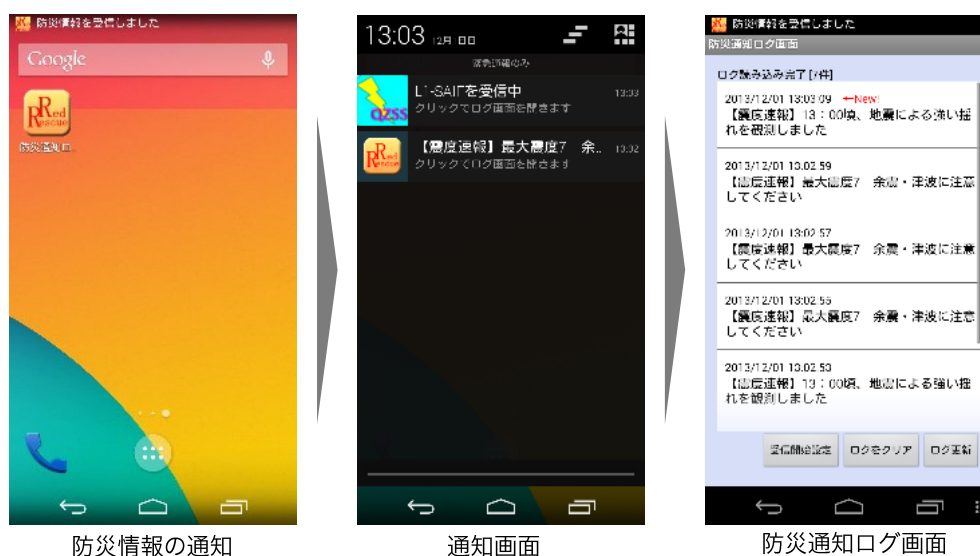 防災情報を受信しました
Google
Red
Rescue
防災通知ロ..
防災情報の通知
13:03 12月 日日
緊急通報のみ
L1-SAIFを受信中 13:03
クリックでログ画面を開きます
QZSS
【震度速報】最大震度7 余.. 13:02
クリックでログ画面を開きます
Red
Rescue
通知画面
防災情報を受信しました
防災通知ログ画面
ログ読み込み完了[7件]
2013/12/01 13:03:09 ←New!
【震度速報】13:00頃、地震による強い揺
れを観測しました
2013/12/01 13:02:59
【震度速報】最大震度7 余震・津波に注意
してください
2013/12/01 13:02:57
【震度速報】最大震度7 余震・津波に注意
してください
2013/12/01 13:02:55
【震度速報】最大震度7 余震・津波に注意
してください
2013/12/01 13:02:53
【震度速報】13:00頃、地震による強い揺
れを観測しました
受信開始設定 ログをクリア ログ更新
防災通知ログ画面